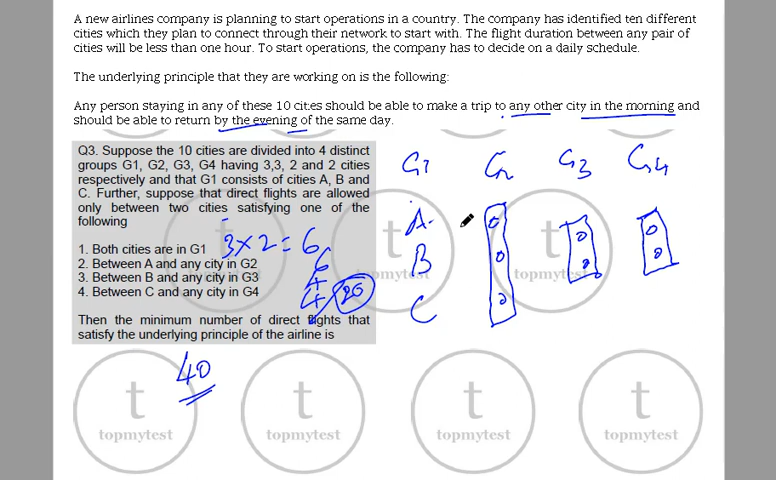 A new airlines company is planning to start operations in a country. The company has identified ten different
cities which they plan to connect through their network to start with. The flight duration between any pair of
cities will be less than one hour. To start operations, the company has to decide on a daily schedule.
The underlying principle that they are working on is the following:
Any person staying in any of these 10 cities should be able to make a trip to any other city in the morning and
should be able to return by the evening of the same day.
Q3. Suppose the 10 cities are divided into 4 distinct
groups G1, G2, G3, G4 having 3,3, 2 and 2 cities
respectively and that G1 consists of cities A, B and
C. Further, suppose that direct flights are allowed
only between two cities satisfying one of the
following
1. Both cities are in G1
2. Between A and any city in G2
3. Between B and any city in G3
4. Between C and any city in G4
Then the minimum number of direct flights that
satisfy the underlying principle of the airline is
3 x 2 = 6
6
4
4
20
40
G1 G2 G3 G4
A
B
C
t
topmytest
t
topmytest
t
topmytest
t
topmytest
t
topmytest
t
topmytest